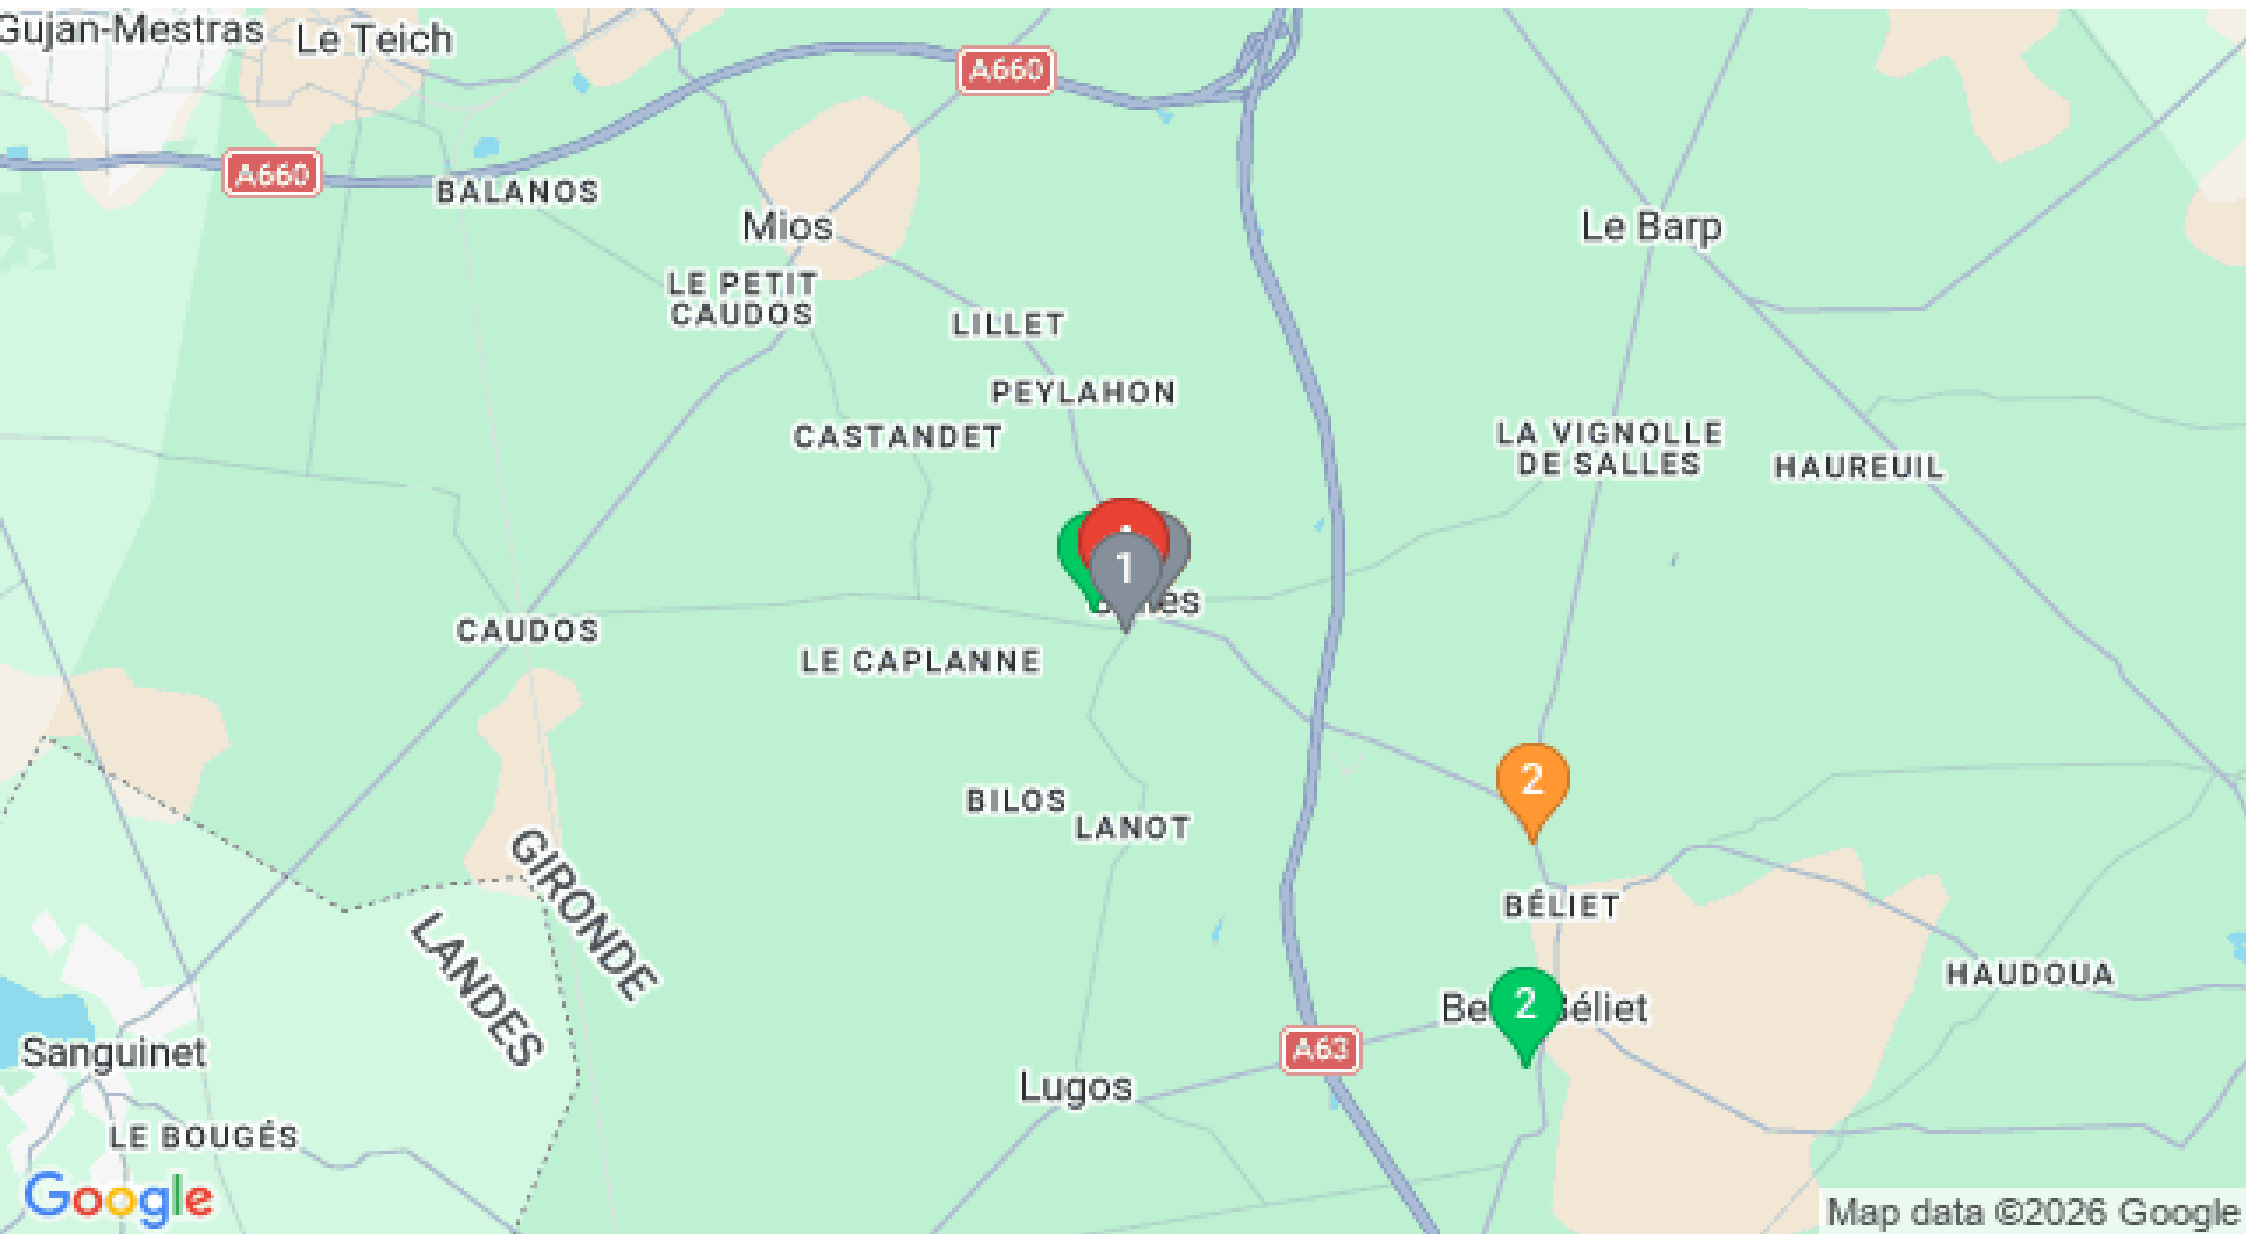 Gujan-Mestras
Le Teich
A660
A660
BALANOS
Mios
Le Barp
LE PETIT
CAUDOS
LILLET
PEYLAHON
CASTANDET
LA VIGNOLLE
DE SALLES
HAUREUIL
1
CAUDOS
LE CAPLANNE
2
BILOS
LANOT
GIRONDE
LANDES
BÉLIET
HAUDOUA
2
A63
Sanguinet
Lugos
LE BOUGÉS
Google
Map data ©2026 Google